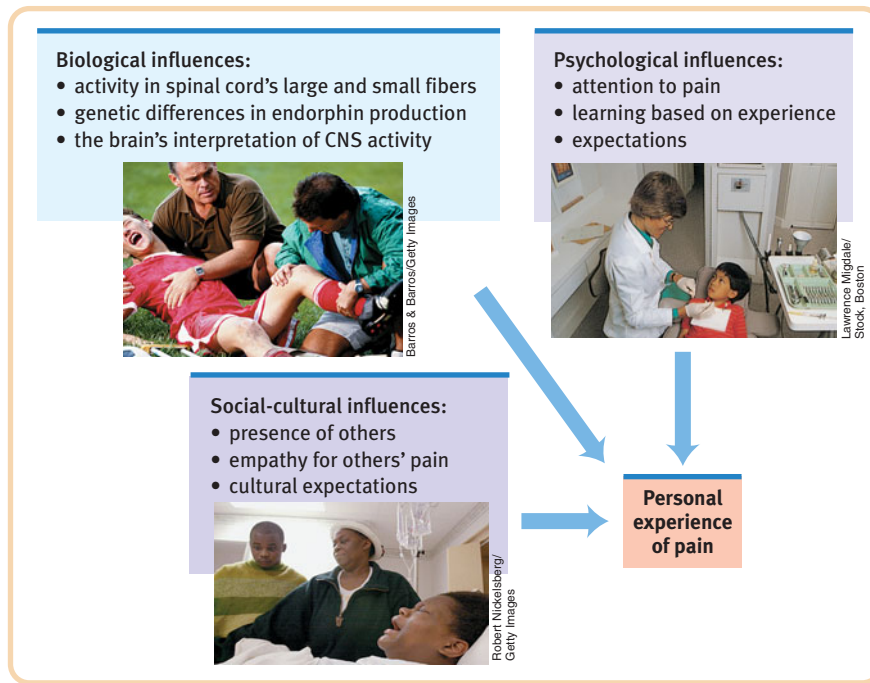 Biological influences:
• activity in spinal cord's large and small fibers
• genetic differences in endorphin production
• the brain's interpretation of CNS activity
Barros & Barros/Getty Images
Psychological influences:
• attention to pain
• learning based on experience
• expectations
Lawrence Migdale/
Stock, Boston
Social-cultural influences:
• presence of others
• empathy for others' pain
• cultural expectations
Robert Nickelsberg/
Getty Images
Personal
experience
of pain